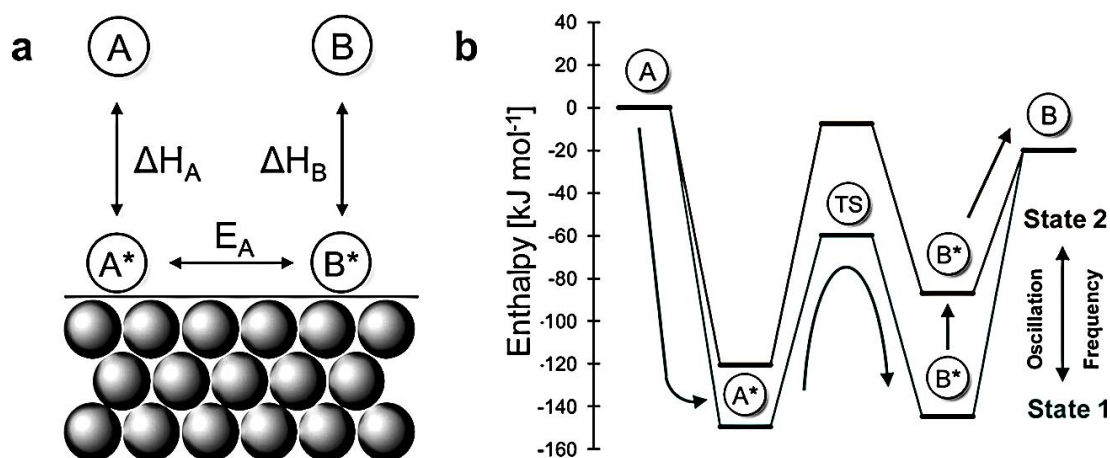 a
A
B
ΔH_A
ΔH_B
E_A
A*
B*
b
Enthalpy [kJ mol⁻¹]
40
20
0
-20
-40
-60
-80
-100
-120
-140
-160
A
B
TS
State 2
B*
Oscillation
Frequency
B*
A*
State 1